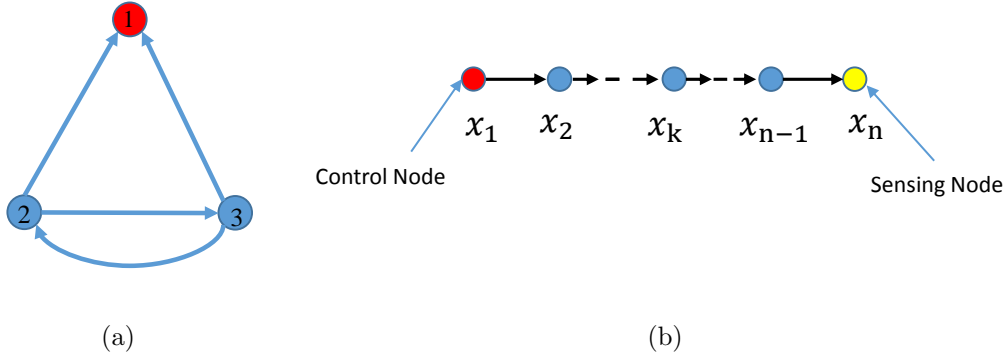 1
2
3
x₁ x₂ xₖ xₙ₋₁ xₙ
Control Node
Sensing Node
(a)
(b)